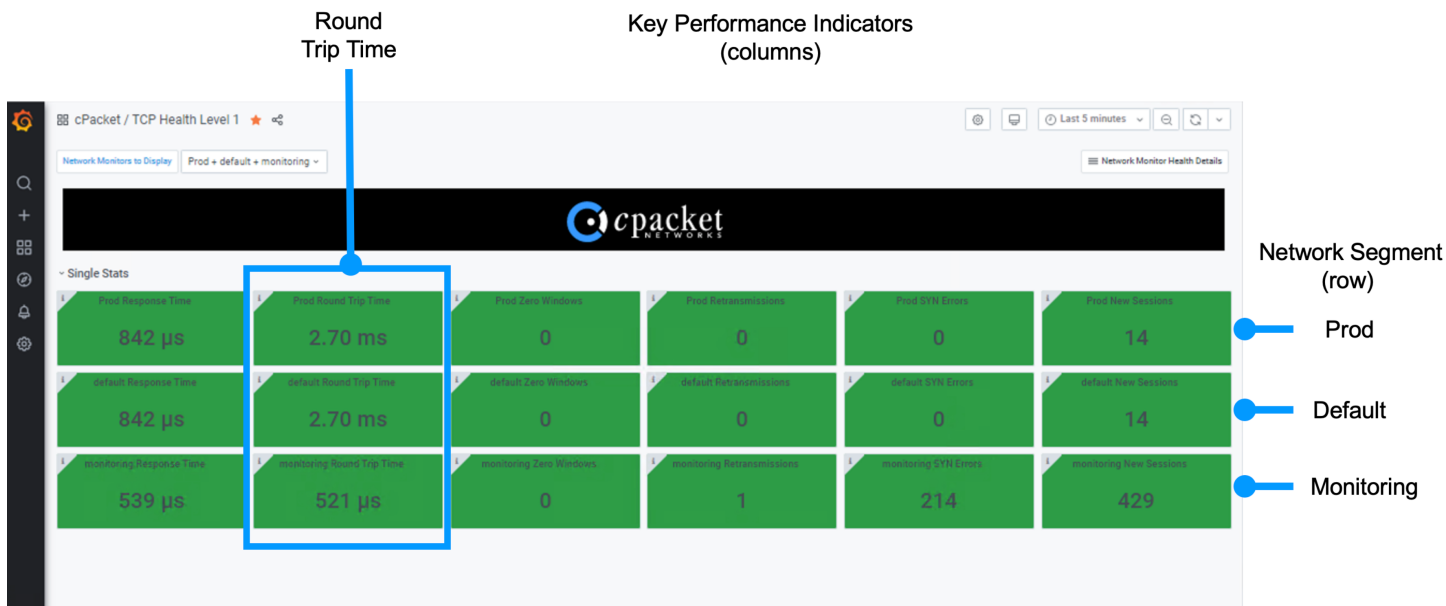 Round
Trip Time
Key Performance Indicators
(columns)
cPacket / TCP Health Level 1
Last 5 minutes
Network Monitors to Display
Prod + default + monitoring
Network Monitor Health Details
cpacket
NETWORKS
Single Stats
Network Segment
(row)
Prod Response Time
Prod Round Trip Time
Prod Zero Windows
Prod Retransmissions
Prod SYN Errors
Prod New Sessions
842 µs
2.70 ms
0
0
0
14
Prod
default Response Time
default Round Trip Time
default Zero Windows
default Retransmissions
default SYN Errors
default New Sessions
842 µs
2.70 ms
0
0
0
14
Default
monitoring Response Time
monitoring Round Trip Time
monitoring Zero Windows
monitoring Retransmissions
monitoring SYN Errors
monitoring New Sessions
539 µs
521 µs
0
1
214
429
Monitoring